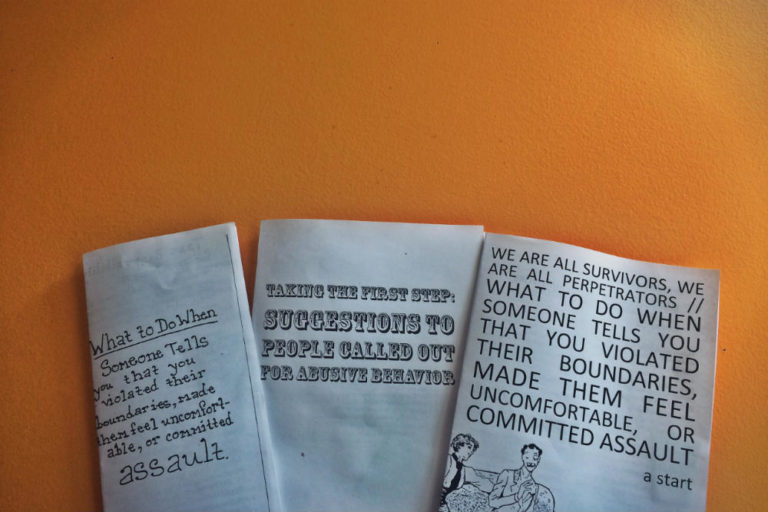 What to Do When
Someone Tells
you that you
violated their
boundaries, made
them feel uncomfort-
able, or committed
assault.
TAKING THE FIRST STEP:
SUGGESTIONS TO
PEOPLE CALLED OUT
FOR ABUSIVE BEHAVIOR
WE ARE ALL SURVIVORS, WE
ARE ALL PERPETRATORS //
WHAT TO DO WHEN
SOMEONE TELLS YOU
THAT YOU VIOLATED
THEIR BOUNDARIES,
MADE THEM FEEL
UNCOMFORTABLE, OR
COMMITTED ASSAULT
a start